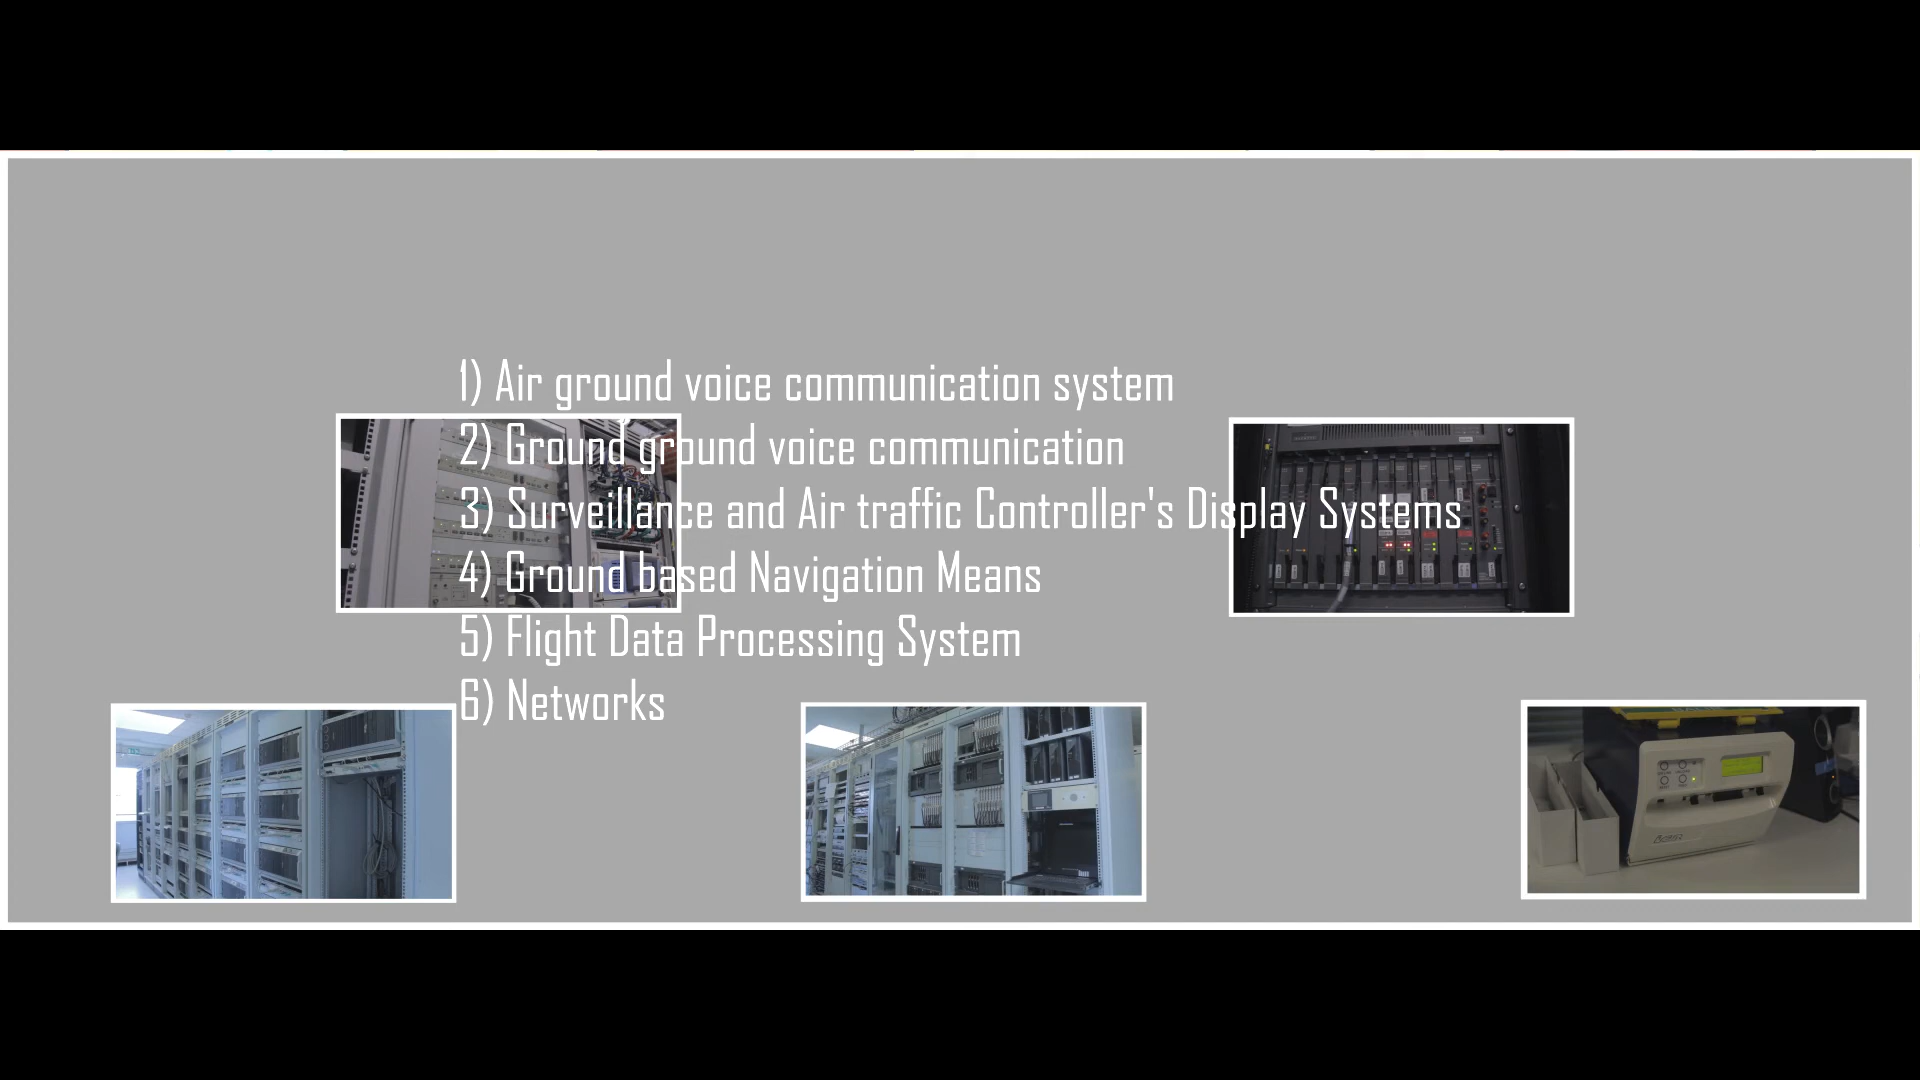 1) Air ground voice communication system
2) Ground ground voice communication
3) Surveillance and Air traffic Controller's Display Systems
4) Ground based Navigation Means
5) Flight Data Processing System
6) Networks